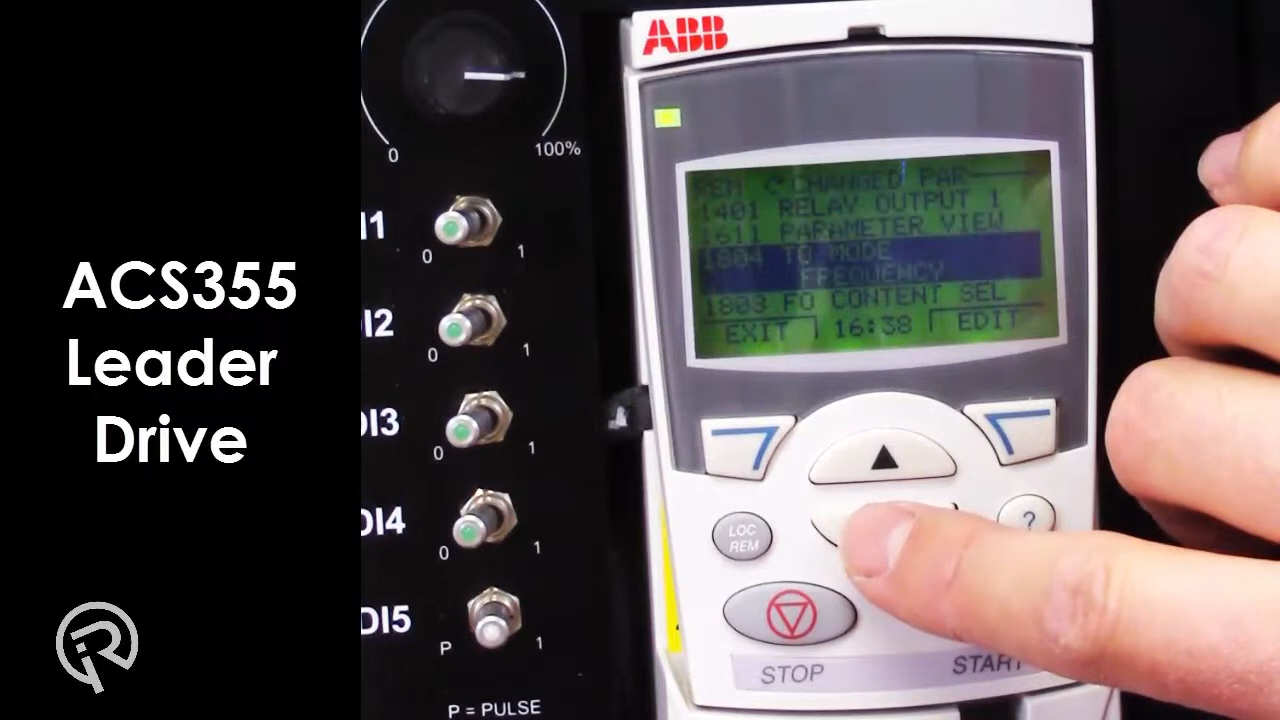 ACS355
Leader
Drive
ABB
0
100%
REM CHANGED PAR
1401 RELAY OUTPUT 1
1611 PARAMETER VIEW
1804 TO MODE
FREQUENCY
1803 FO CONTENT SEL
EXIT 16:38 EDIT
I1
0 1
DI2
0 1
DI3
0 1
DI4
0 1
DI5
P 1
P = PULSE
LOC
REM
?
STOP
START